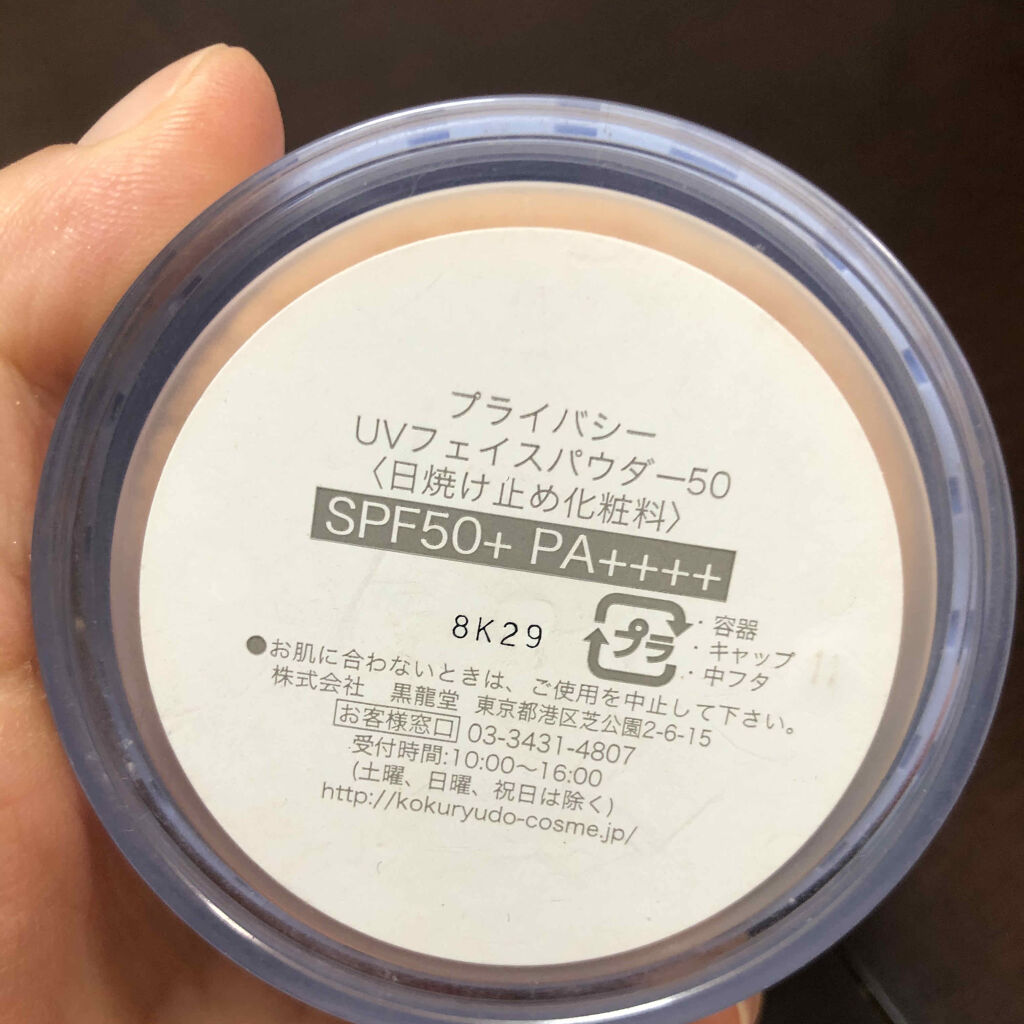 プライバシー
UVフェイスパウダー50
〈日焼け止め化粧料〉
SPF50+ PA++++
8K29
プラ
・容器
・キャップ
・中フタ
●お肌に合わないときは、ご使用を中止して下さい。
株式会社 黒龍堂 東京都港区芝公園2-6-15
お客様窓口 03-3431-4807
受付時間:10:00〜16:00
(土曜、日曜、祝日は除く)
http://kokuryudo-cosme.jp/